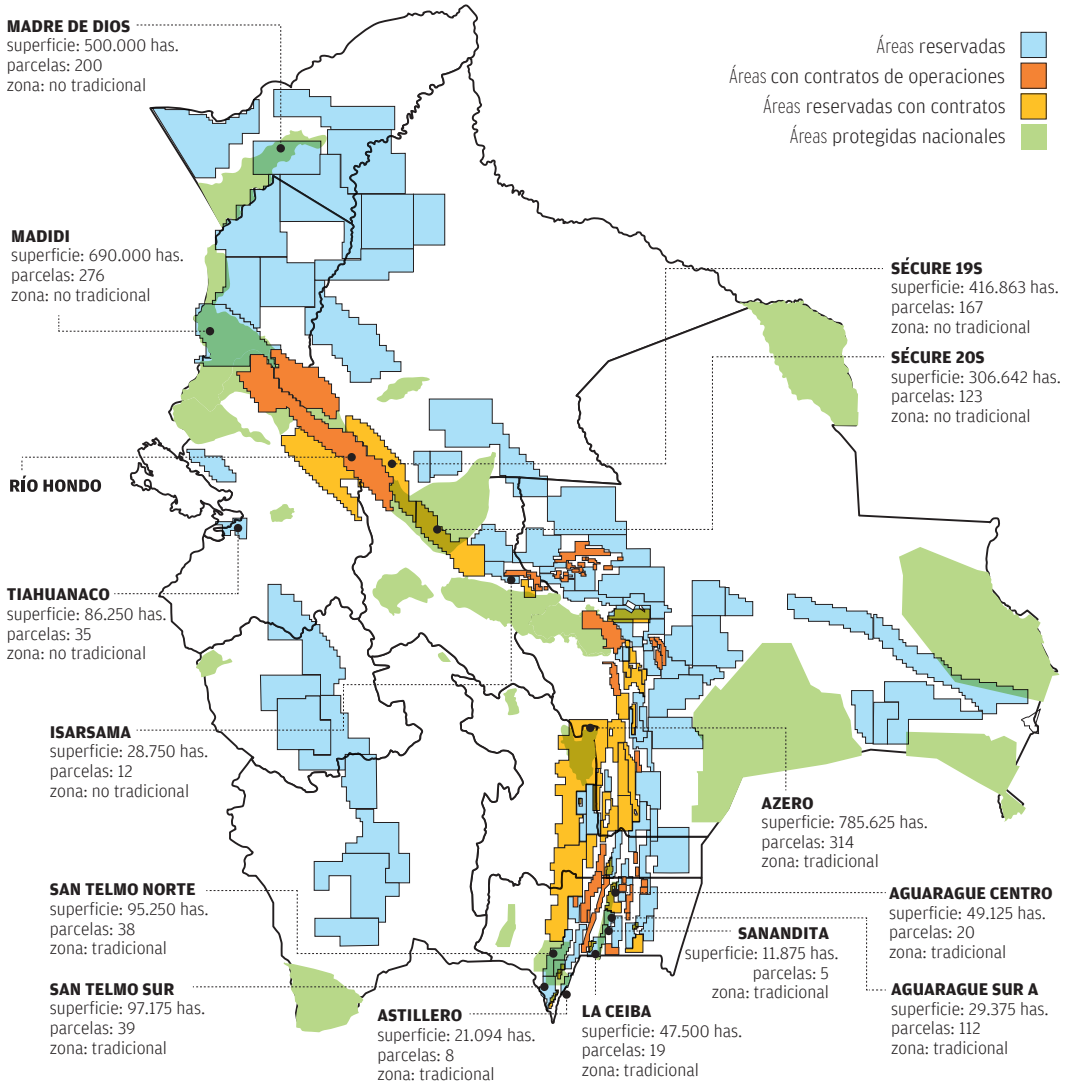 MADRE DE DIOS
superficie: 500.000 has.
parcelas: 200
zona: no tradicional
Áreas reservadas
Áreas con contratos de operaciones
Áreas reservadas con contratos
Áreas protegidas nacionales
MADIDI
superficie: 690.000 has.
parcelas: 276
zona: no tradicional
SÉCURE 19S
superficie: 416.863 has.
parcelas: 167
zona: no tradicional
SÉCURE 20S
superficie: 306.642 has.
parcelas: 123
zona: no tradicional
RÍO HONDO
TIAHUANACO
superficie: 86.250 has.
parcelas: 35
zona: no tradicional
ISARSAMA
superficie: 28.750 has.
parcelas: 12
zona: no tradicional
AZERO
superficie: 785.625 has.
parcelas: 314
zona: tradicional
SAN TELMO NORTE
superficie: 95.250 has.
parcelas: 38
zona: tradicional
AGUARAGUE CENTRO
superficie: 49.125 has.
parcelas: 20
zona: tradicional
SANANDITA
superficie: 11.875 has.
parcelas: 5
zona: tradicional
SAN TELMO SUR
superficie: 97.175 has.
parcelas: 39
zona: tradicional
ASTILLERO
superficie: 21.094 has.
parcelas: 8
zona: tradicional
LA CEIBA
superficie: 47.500 has.
parcelas: 19
zona: tradicional
AGUARAGUE SUR A
superficie: 29.375 has.
parcelas: 112
zona: tradicional